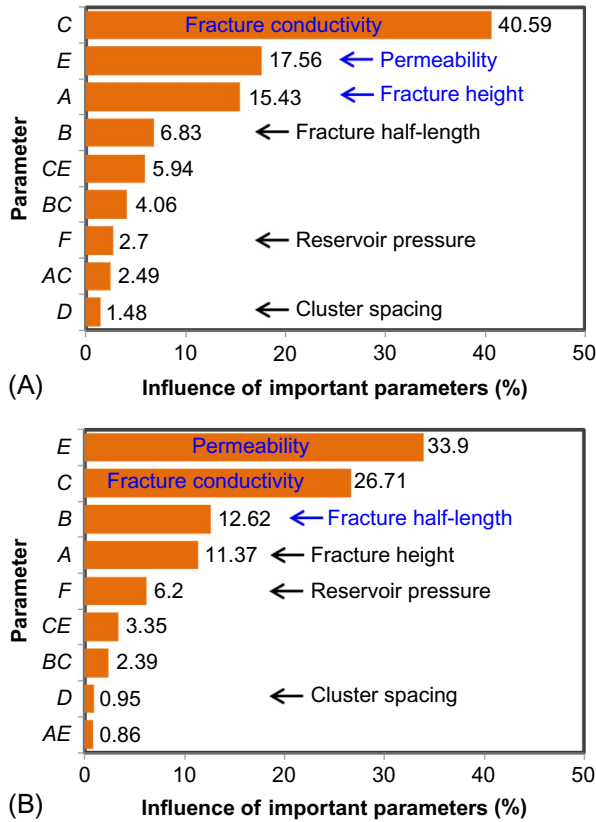 C Fracture conductivity 40.59
E 17.56 Permeability
A 15.43 Fracture height
B 6.83 Fracture half-length
CE 5.94
BC 4.06
F 2.7 Reservoir pressure
AC 2.49
D 1.48 Cluster spacing
Parameter
0 10 20 30 40 50
(A) Influence of important parameters (%)
E Permeability 33.9
C Fracture conductivity 26.71
B 12.62 Fracture half-length
A 11.37 Fracture height
F 6.2 Reservoir pressure
CE 3.35
BC 2.39
D 0.95 Cluster spacing
AE 0.86
Parameter
0 10 20 30 40 50
(B) Influence of important parameters (%)